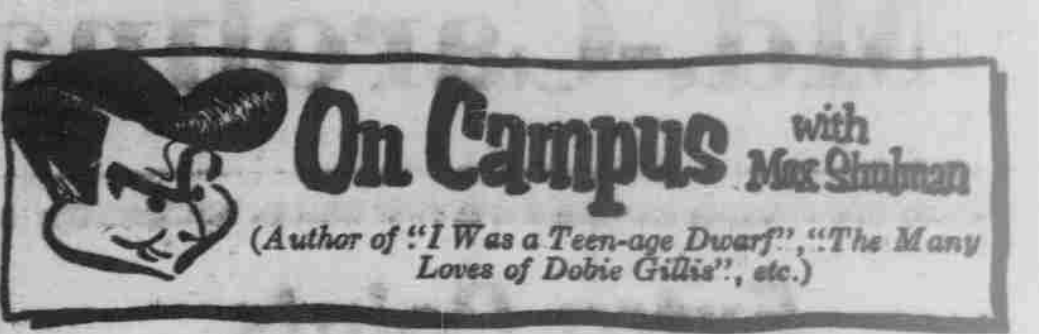 On Campus with
Max Shulman
(Author of "I Was a Teen-age Dwarf", "The Many
Loves of Dobie Gillis", etc.)